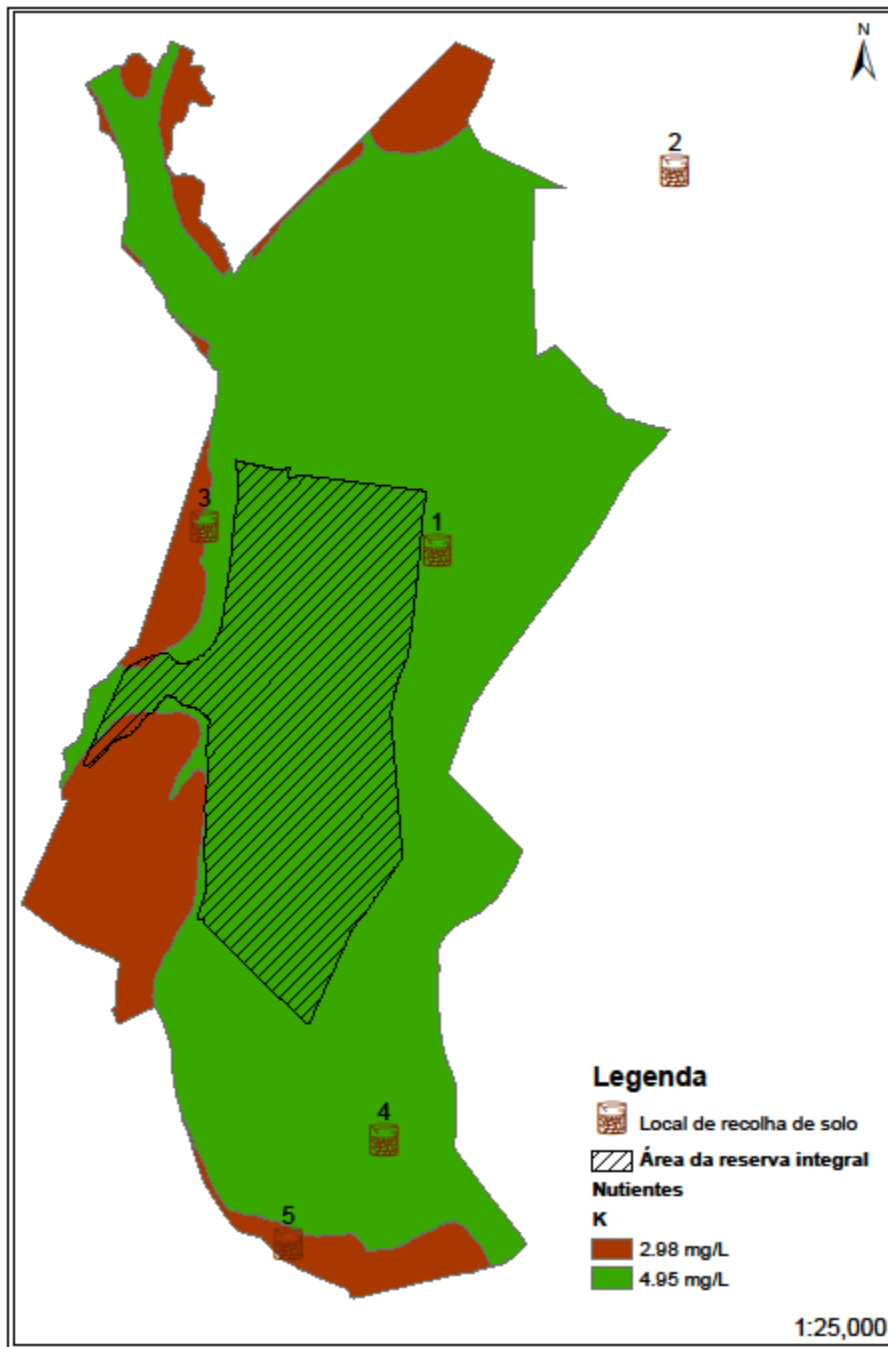 N
2
3
1
4
5
Legenda
Local de recolha de solo
Área da reserva integral
Nutientes
K
2.98 mg/L
4.95 mg/L
1:25,000